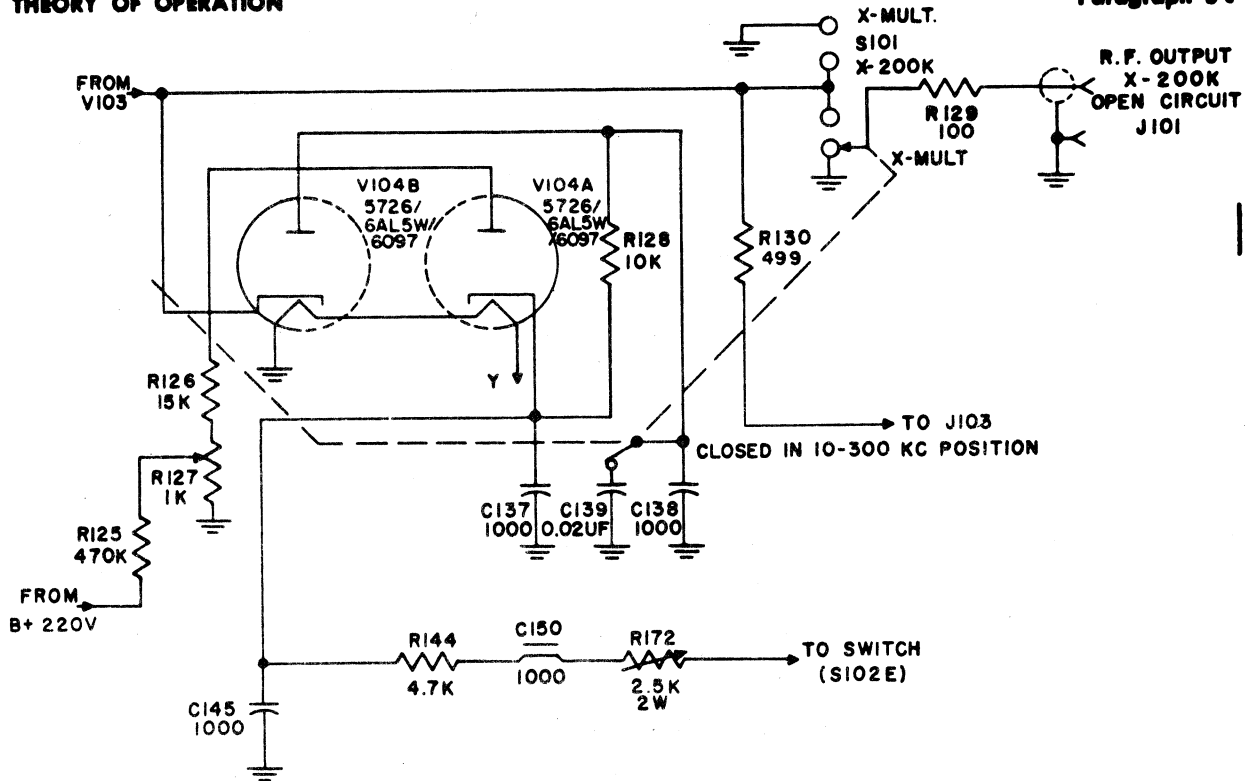 THEORY OF OPERATION
Paragraph
X-MULT.
S101
X-200K
R.F. OUTPUT
X-200K
OPEN CIRCUIT
J101
FROM
V103
R129
100
X-MULT
V104B
5726/
6AL5W/
6097
V104A
5726/
6AL5W
/6097
R128
10K
R130
499
Y
R126
15K
TO J103
CLOSED IN 10-300 KC POSITION
R127
1K
C137
1000
C139
0.02UF
C138
1000
R125
470K
FROM
B+ 220V
R144
4.7K
C150
1000
R172
2.5K
2W
TO SWITCH
(S102E)
C145
1000